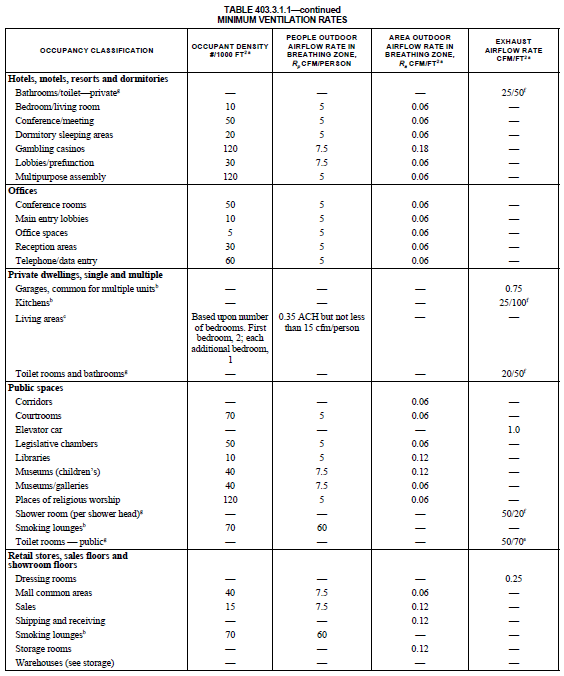 TABLE 403.3.1.1—continued
MINIMUM VENTILATION RATES
OCCUPANCY CLASSIFICATION
OCCUPANT DENSITY
#/1000 FT²ᵃ
PEOPLE OUTDOOR
AIRFLOW RATE IN
BREATHING ZONE,
Rₚ CFM/PERSON
AREA OUTDOOR
AIRFLOW RATE IN
BREATHING ZONE,
Rₐ CFM/FT²ᵃ
EXHAUST
AIRFLOW RATE
CFM/FT²ᵃ
Hotels, motels, resorts and dormitories
Bathrooms/toilet—privateᵍ — — — 25/50ᶠ
Bedroom/living room 10 5 0.06 —
Conference/meeting 50 5 0.06 —
Dormitory sleeping areas 20 5 0.06 —
Gambling casinos 120 7.5 0.18 —
Lobbies/prefunction 30 7.5 0.06 —
Multipurpose assembly 120 5 0.06 —
Offices
Conference rooms 50 5 0.06 —
Main entry lobbies 10 5 0.06 —
Office spaces 5 5 0.06 —
Reception areas 30 5 0.06 —
Telephone/data entry 60 5 0.06 —
Private dwellings, single and multiple
Garages, common for multiple unitsᵇ — — — 0.75
Kitchensᵇ — — — 25/100ᶠ
Living areasᶜ Based upon number 0.35 ACH but not less — —
of bedrooms. First than 15 cfm/person
bedroom, 2; each
additional bedroom,
1
Toilet rooms and bathroomsᵍ — — — 20/50ᶠ
Public spaces
Corridors — — 0.06 —
Courtrooms 70 5 0.06 —
Elevator car — — — 1.0
Legislative chambers 50 5 0.06 —
Libraries 10 5 0.12 —
Museums (children’s) 40 7.5 0.12 —
Museums/galleries 40 7.5 0.06 —
Places of religious worship 120 5 0.06 —
Shower room (per shower head)ᵍ — — — 50/20ᶠ
Smoking loungesᵇ 70 60 — —
Toilet rooms — publicᵍ — — — 50/70ᵉ
Retail stores, sales floors and
showroom floors
Dressing rooms — — — 0.25
Mall common areas 40 7.5 0.06 —
Sales 15 7.5 0.12 —
Shipping and receiving — — 0.12 —
Smoking loungesᵇ 70 60 — —
Storage rooms — — 0.12 —
Warehouses (see storage) — — — —